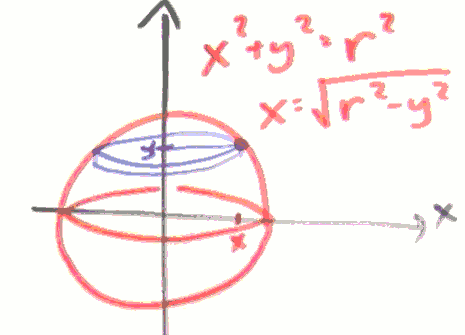 x²+y²=r²
x=√r²-y²
y
x
x